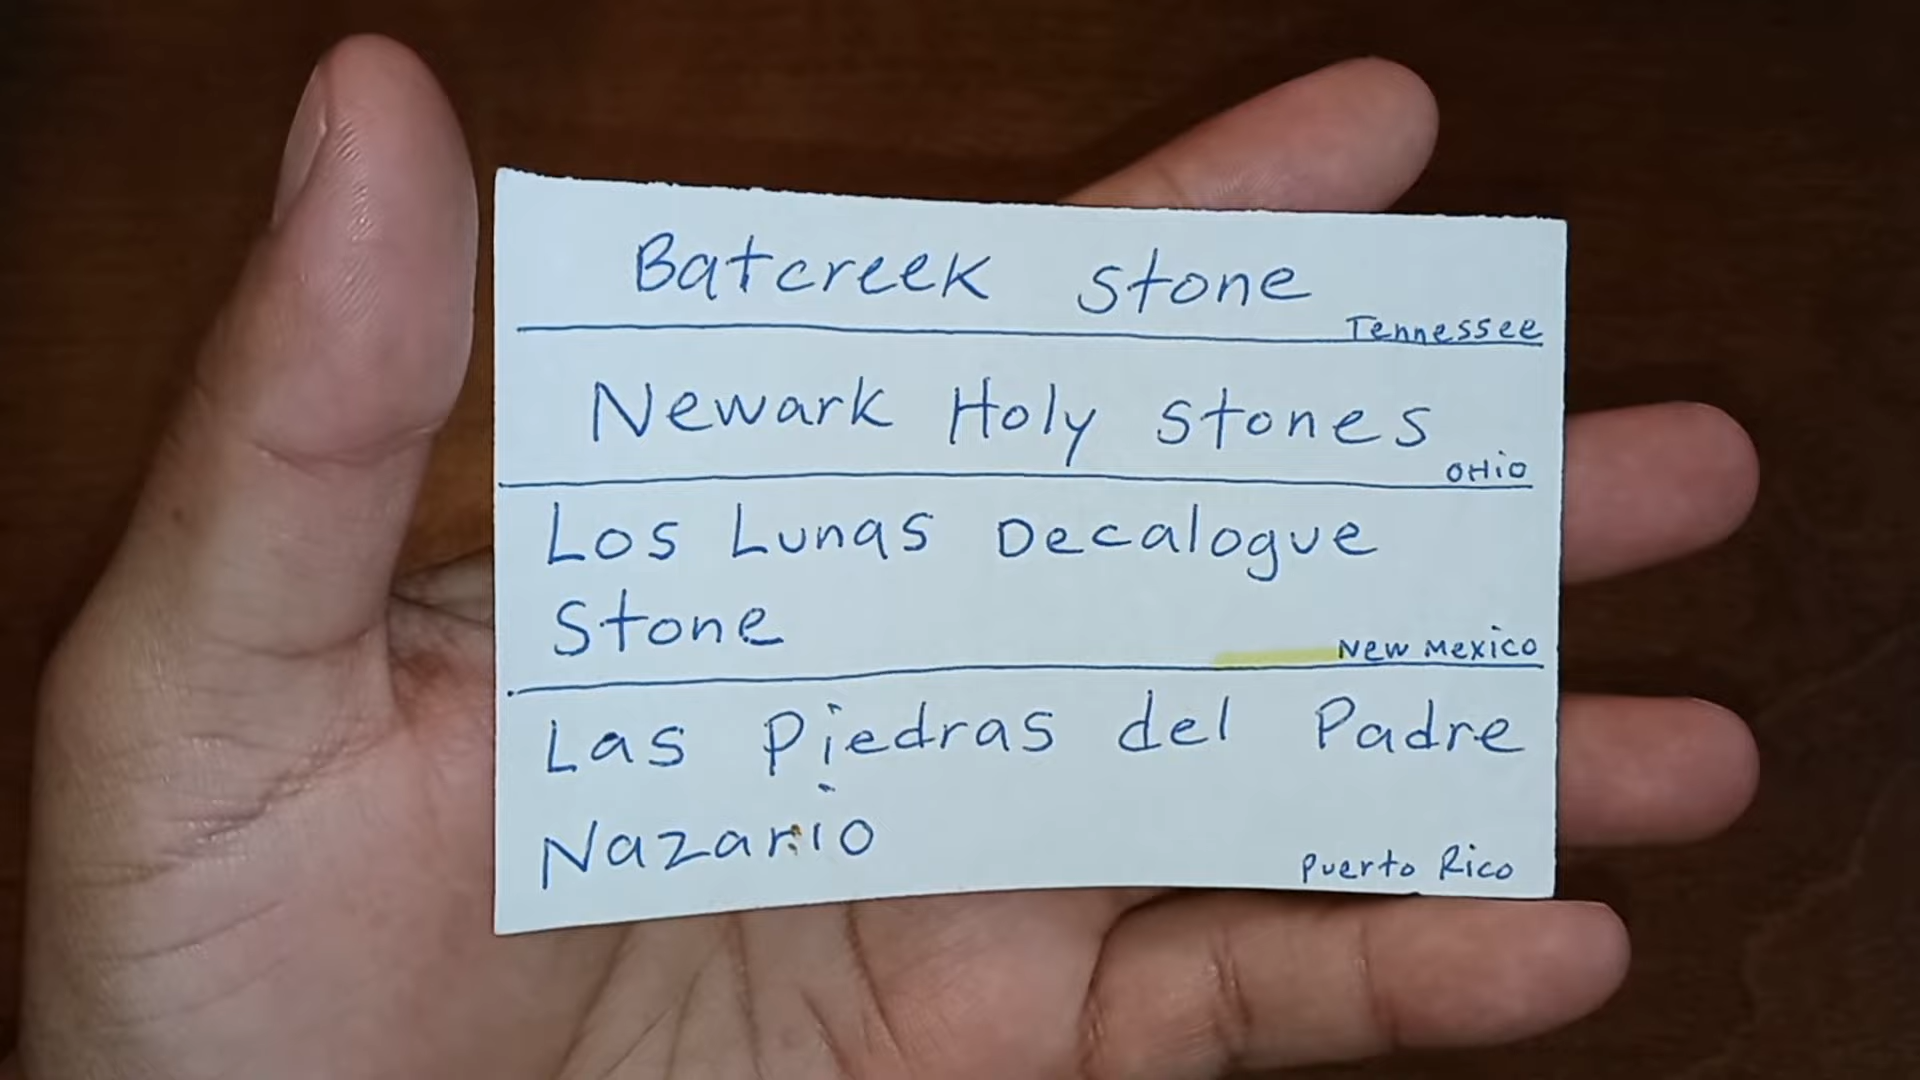 Batcreek stone
Tennessee
Newark Holy stones
OHio
Los Lunas Decalogue
Stone
New Mexico
Las Piedras del Padre
Nazario
Puerto Rico